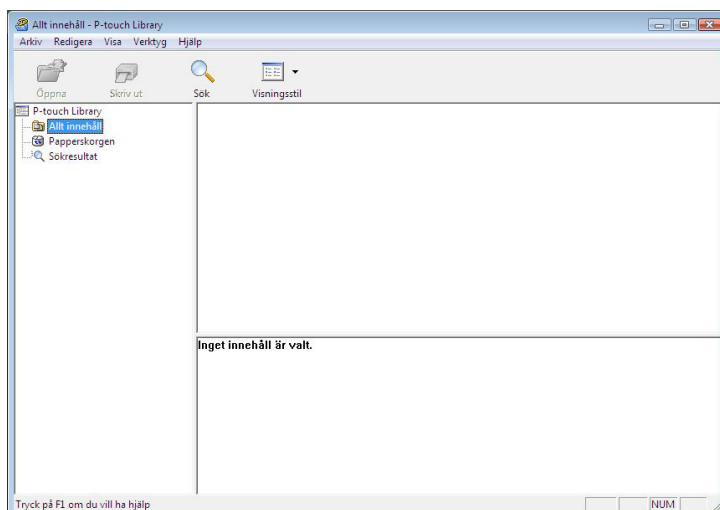 Allt innehåll - P-touch Library
Arkiv Redigera Visa Verktyg Hjälp
Öppna Skriv ut Sök Visningsstil
P-touch Library
Allt innehåll
Papperskorgen
Sökresultat
Inget innehåll är valt.
Tryck på F1 om du vill ha hjälp NUM